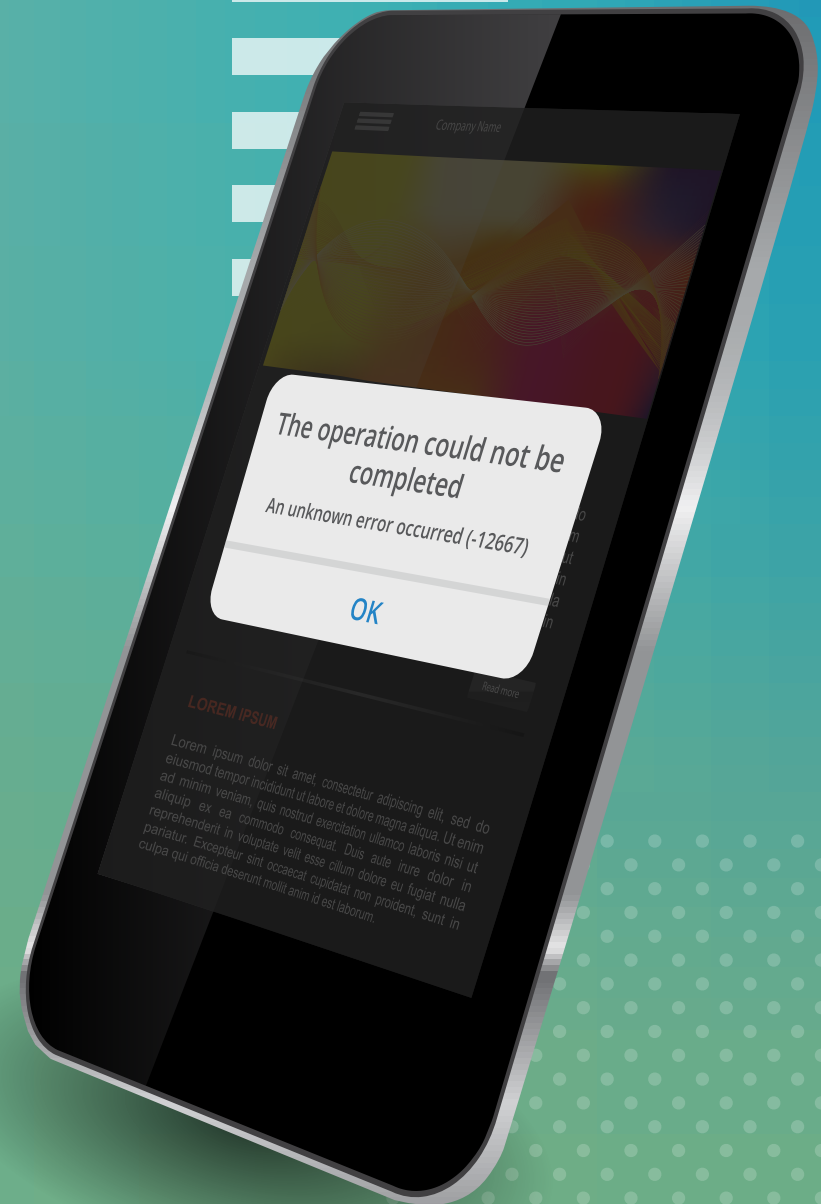 Company Name
The operation could not be
completed
An unknown error occurred (-12667)
OK
o
m
ut
n
a
n
Read more
LOREM IPSUM
Lorem ipsum dolor sit amet, consectetur adipiscing elit, sed do
eiusmod tempor incididunt ut labore et dolore magna aliqua. Ut enim
ad minim veniam, quis nostrud exercitation ullamco laboris nisi ut
aliquip ex ea commodo consequat. Duis aute irure dolor in
reprehenderit in voluptate velit esse cillum dolore eu fugiat nulla
pariatur. Excepteur sint occaecat cupidatat non proident, sunt in
culpa qui officia deserunt mollit anim id est laborum.